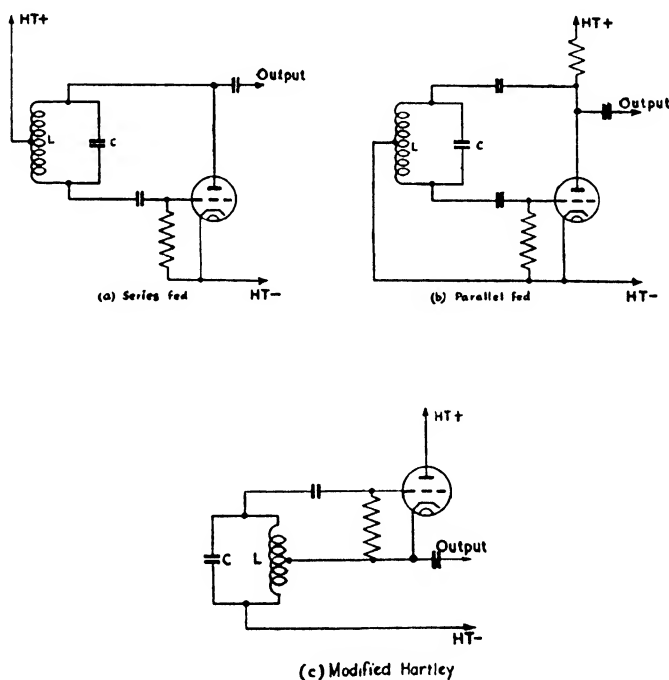 HT+
HT+
Output
Output
L
C
L
C
HT-
(a) Series fed
HT-
(b) Parallel fed
HT+
C
L
Output
HT-
(c) Modified Hartley